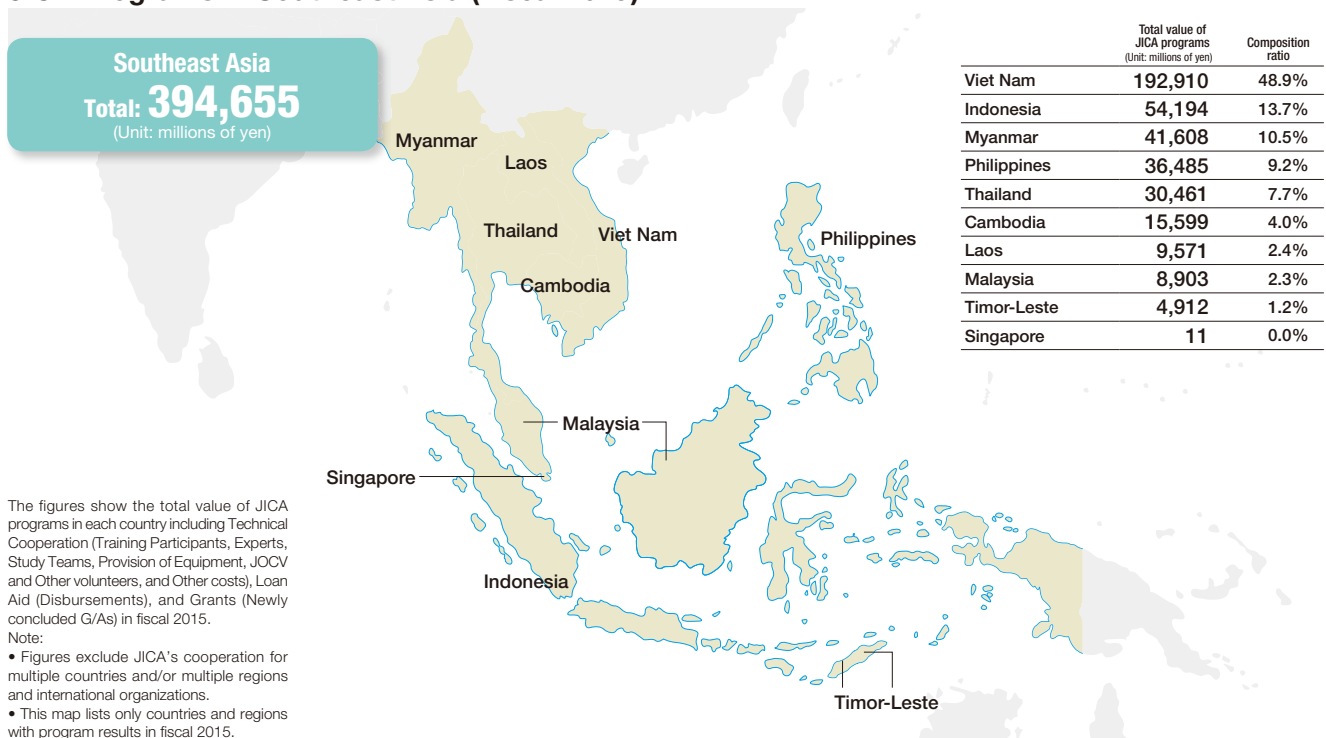 Southeast Asia
Total: 394,655
(Unit: millions of yen)
Total value of
JICA programs
(Unit: millions of yen)
Composition
ratio
Viet Nam 192,910 48.9%
Indonesia 54,194 13.7%
Myanmar 41,608 10.5%
Philippines 36,485 9.2%
Thailand 30,461 7.7%
Cambodia 15,599 4.0%
Laos 9,571 2.4%
Malaysia 8,903 2.3%
Timor-Leste 4,912 1.2%
Singapore 11 0.0%
Myanmar
Laos
Thailand
Viet Nam
Philippines
Cambodia
Malaysia
Singapore
Indonesia
Timor-Leste
The figures show the total value of JICA
programs in each country including Technical
Cooperation (Training Participants, Experts,
Study Teams, Provision of Equipment, JOCV
and Other volunteers, and Other costs), Loan
Aid (Disbursements), and Grants (Newly
concluded G/As) in fiscal 2015.
Note:
• Figures exclude JICA's cooperation for
multiple countries and/or multiple regions
and international organizations.
• This map lists only countries and regions
with program results in fiscal 2015.